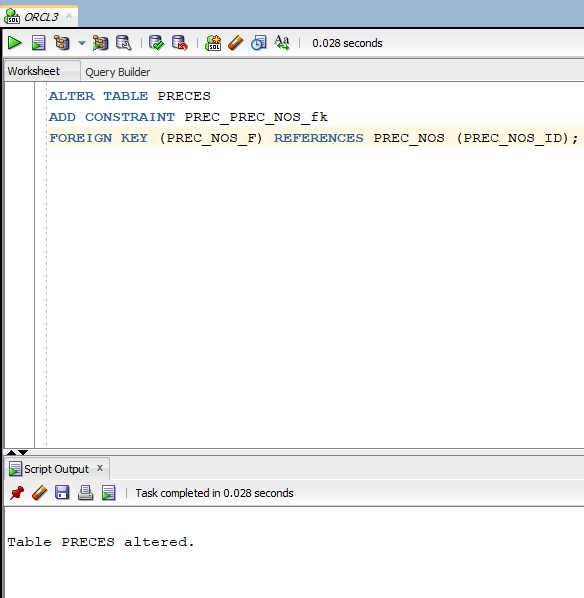 ORCL3
0.028 seconds
Worksheet Query Builder
ALTER TABLE PRECES
ADD CONSTRAINT PREC_PREC_NOS_fk
FOREIGN KEY (PREC_NOS_F) REFERENCES PREC_NOS (PREC_NOS_ID);
Script Output x
Task completed in 0.028 seconds
Table PRECES altered.